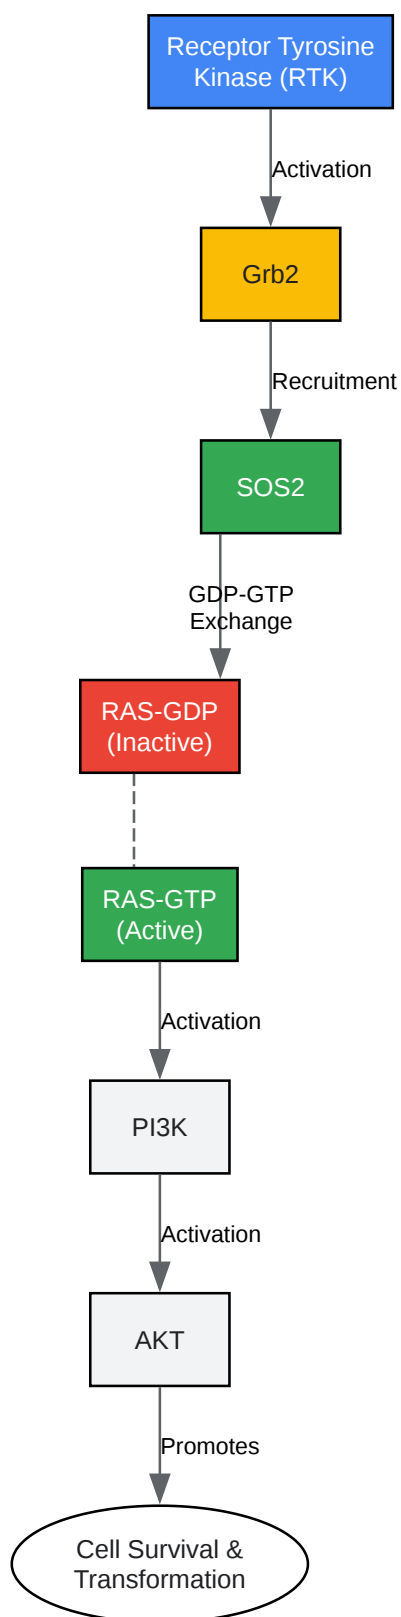 Receptor Tyrosine
Kinase (RTK)
Activation
Grb2
Recruitment
SOS2
GDP-GTP
Exchange
RAS-GDP
(Inactive)
RAS-GTP
(Active)
Activation
PI3K
Activation
AKT
Promotes
Cell Survival &
Transformation